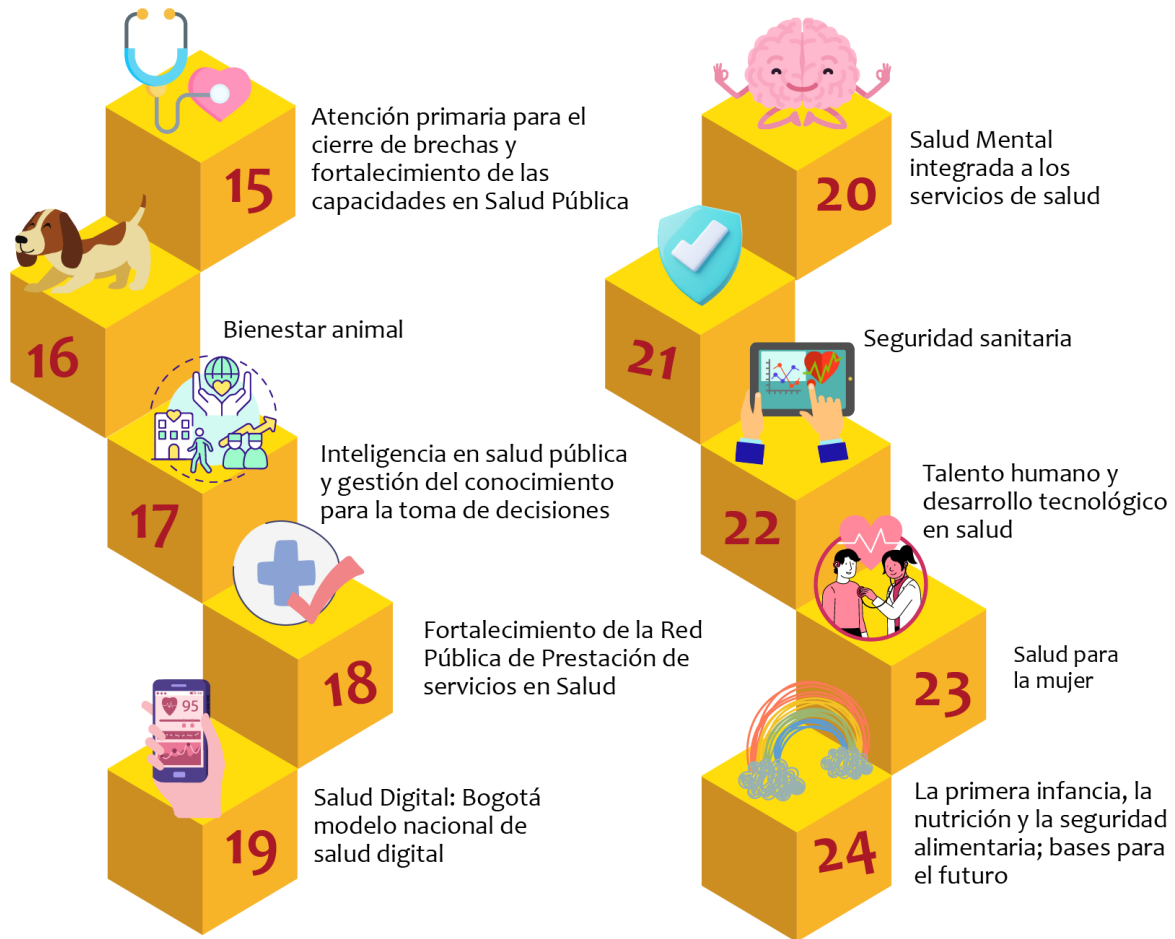 15
Atención primaria para el
cierre de brechas y
fortalecimiento de las
capacidades en Salud Pública
16
Bienestar animal
17
Inteligencia en salud pública
y gestión del conocimiento
para la toma de decisiones
18
Fortalecimiento de la Red
Pública de Prestación de
servicios en Salud
95
19
Salud Digital: Bogotá
modelo nacional de
salud digital
20
Salud Mental
integrada a los
servicios de salud
21
Seguridad sanitaria
22
Talento humano y
desarrollo tecnológico
en salud
23
Salud para
la mujer
24
La primera infancia, la
nutrición y la seguridad
alimentaria; bases para
el futuro